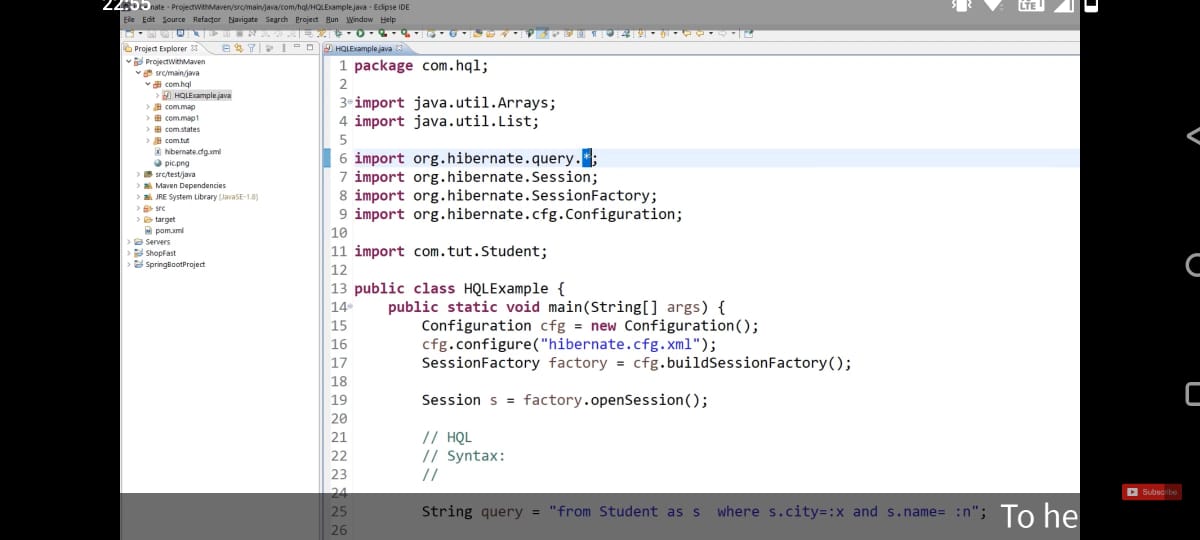 22:55
nate - ProjectWithMaven/src/main/java/com/hql/HQLExample.java - Eclipse IDE
LTE
File Edit Source Refactor Navigate Search Project Run Window Help
Project Explorer
HQLExample.java
ProjectWithMaven
src/main/java
com.hql
HQLExample.java
com.map
com.map1
com.states
com.tut
hibernate.cfg.xml
pic.png
src/test/java
Maven Dependencies
JRE System Library [JavaSE-1.8]
src
target
pom.xml
Servers
ShopFast
SpringBootProject
1 package com.hql;
2
3 import java.util.Arrays;
4 import java.util.List;
5
6 import org.hibernate.query.*;
7 import org.hibernate.Session;
8 import org.hibernate.SessionFactory;
9 import org.hibernate.cfg.Configuration;
10
11 import com.tut.Student;
12
13 public class HQLExample {
14 public static void main(String[] args) {
15 Configuration cfg = new Configuration();
16 cfg.configure("hibernate.cfg.xml");
17 SessionFactory factory = cfg.buildSessionFactory();
18
19 Session s = factory.openSession();
20
21 // HQL
22 // Syntax:
23 //
24
25 String query = "from Student as s where s.city=:x and s.name= :n";
26
Subscribe
To he